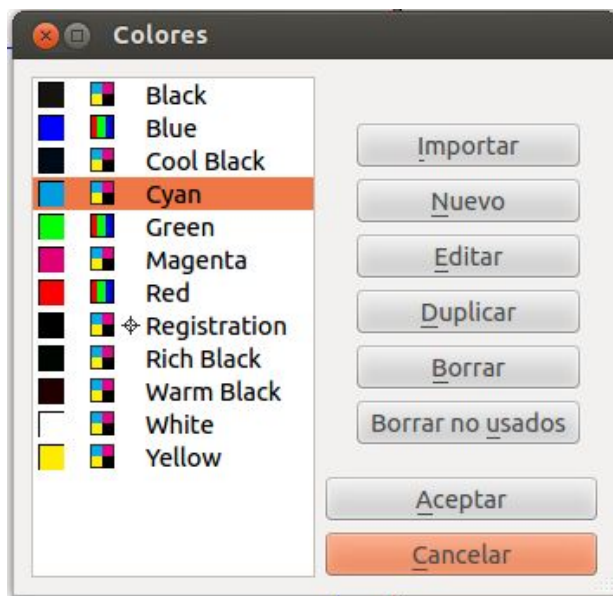 Colores
Black
Blue
Cool Black
Cyan
Green
Magenta
Red
Registration
Rich Black
Warm Black
White
Yellow
Importar
Nuevo
Editar
Duplicar
Borrar
Borrar no usados
Aceptar
Cancelar